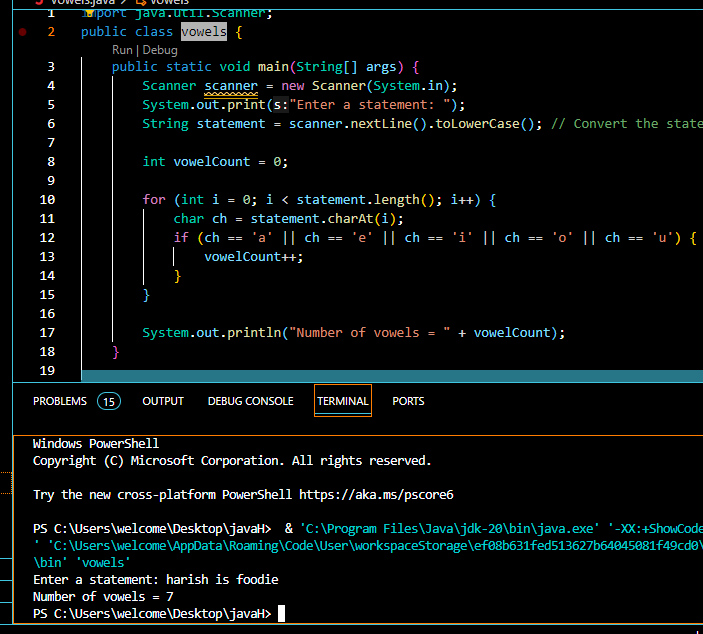 vowels.java > vowels
1 import java.util.Scanner;
2 public class vowels {
Run | Debug
3 public static void main(String[] args) {
4 Scanner scanner = new Scanner(System.in);
5 System.out.print(s:"Enter a statement: ");
6 String statement = scanner.nextLine().toLowerCase(); // Convert the state
7
8 int vowelCount = 0;
9
10 for (int i = 0; i < statement.length(); i++) {
11 char ch = statement.charAt(i);
12 if (ch == 'a' || ch == 'e' || ch == 'i' || ch == 'o' || ch == 'u') {
13 vowelCount++;
14 }
15 }
16
17 System.out.println("Number of vowels = " + vowelCount);
18 }
19
PROBLEMS 15 OUTPUT DEBUG CONSOLE TERMINAL PORTS
Windows PowerShell
Copyright (C) Microsoft Corporation. All rights reserved.
Try the new cross-platform PowerShell https://aka.ms/pscore6
PS C:\Users\welcome\Desktop\javaH> & 'C:\Program Files\Java\jdk-20\bin\java.exe' '-XX:+ShowCode
' 'C:\Users\welcome\AppData\Roaming\Code\User\workspaceStorage\ef08b631fed513627b64045081f49cd0\
\bin' 'vowels'
Enter a statement: harish is foodie
Number of vowels = 7
PS C:\Users\welcome\Desktop\javaH>